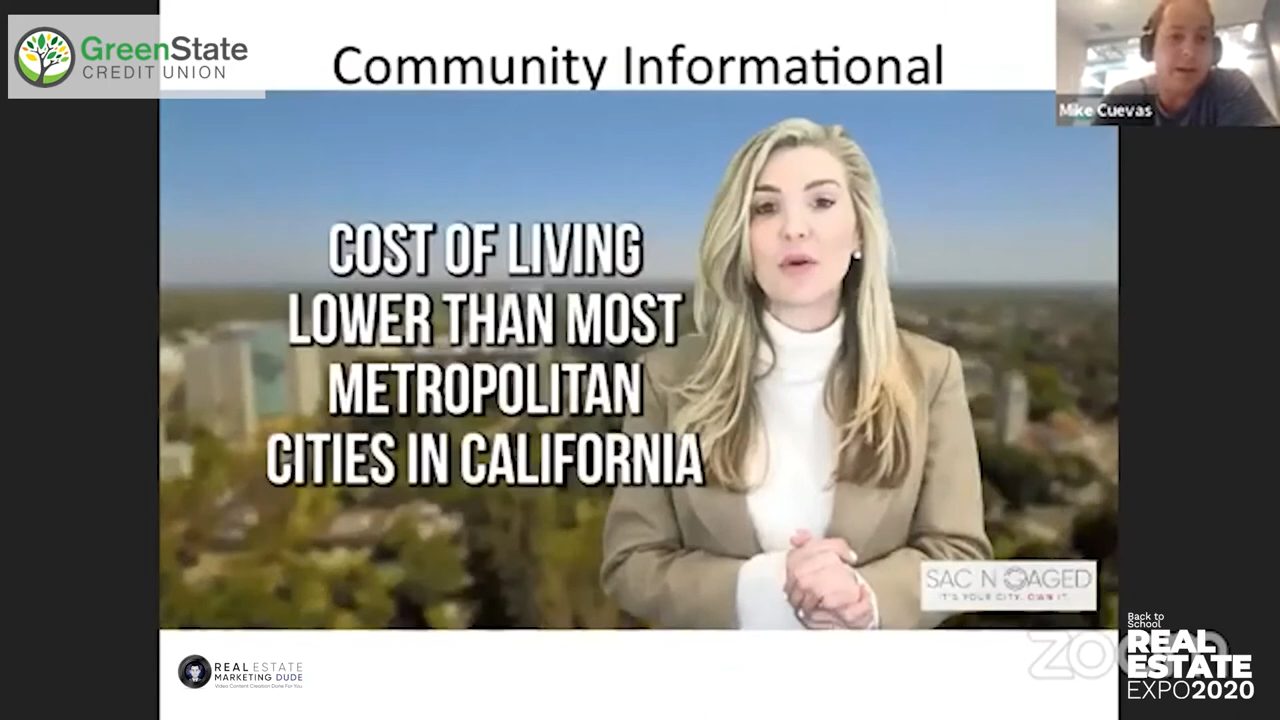 GreenState
CREDIT UNION
Community Informational
Mike Cuevas
COST OF LIVING
LOWER THAN MOST
METROPOLITAN
CITIES IN CALIFORNIA
SAC N GAGED
IT'S YOUR CITY. OWN IT.
REAL ESTATE
MARKETING DUDE
Video Content Creation Done For You
Back to
School
REAL
ESTATE
EXPO2020